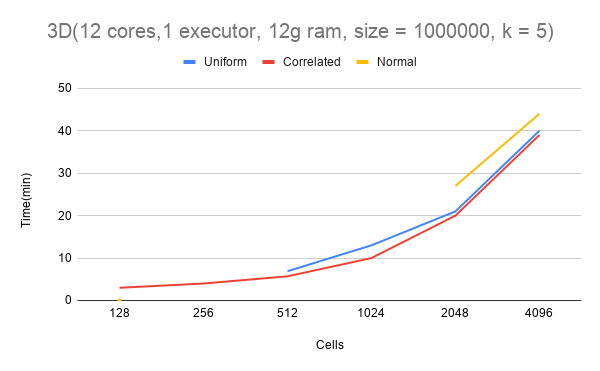 3D(12 cores,1 executor, 12g ram, size = 1000000, k = 5)
Uniform Correlated Normal
50
40
30
20
10
0
Time(min)
128 256 512 1024 2048 4096
Cells